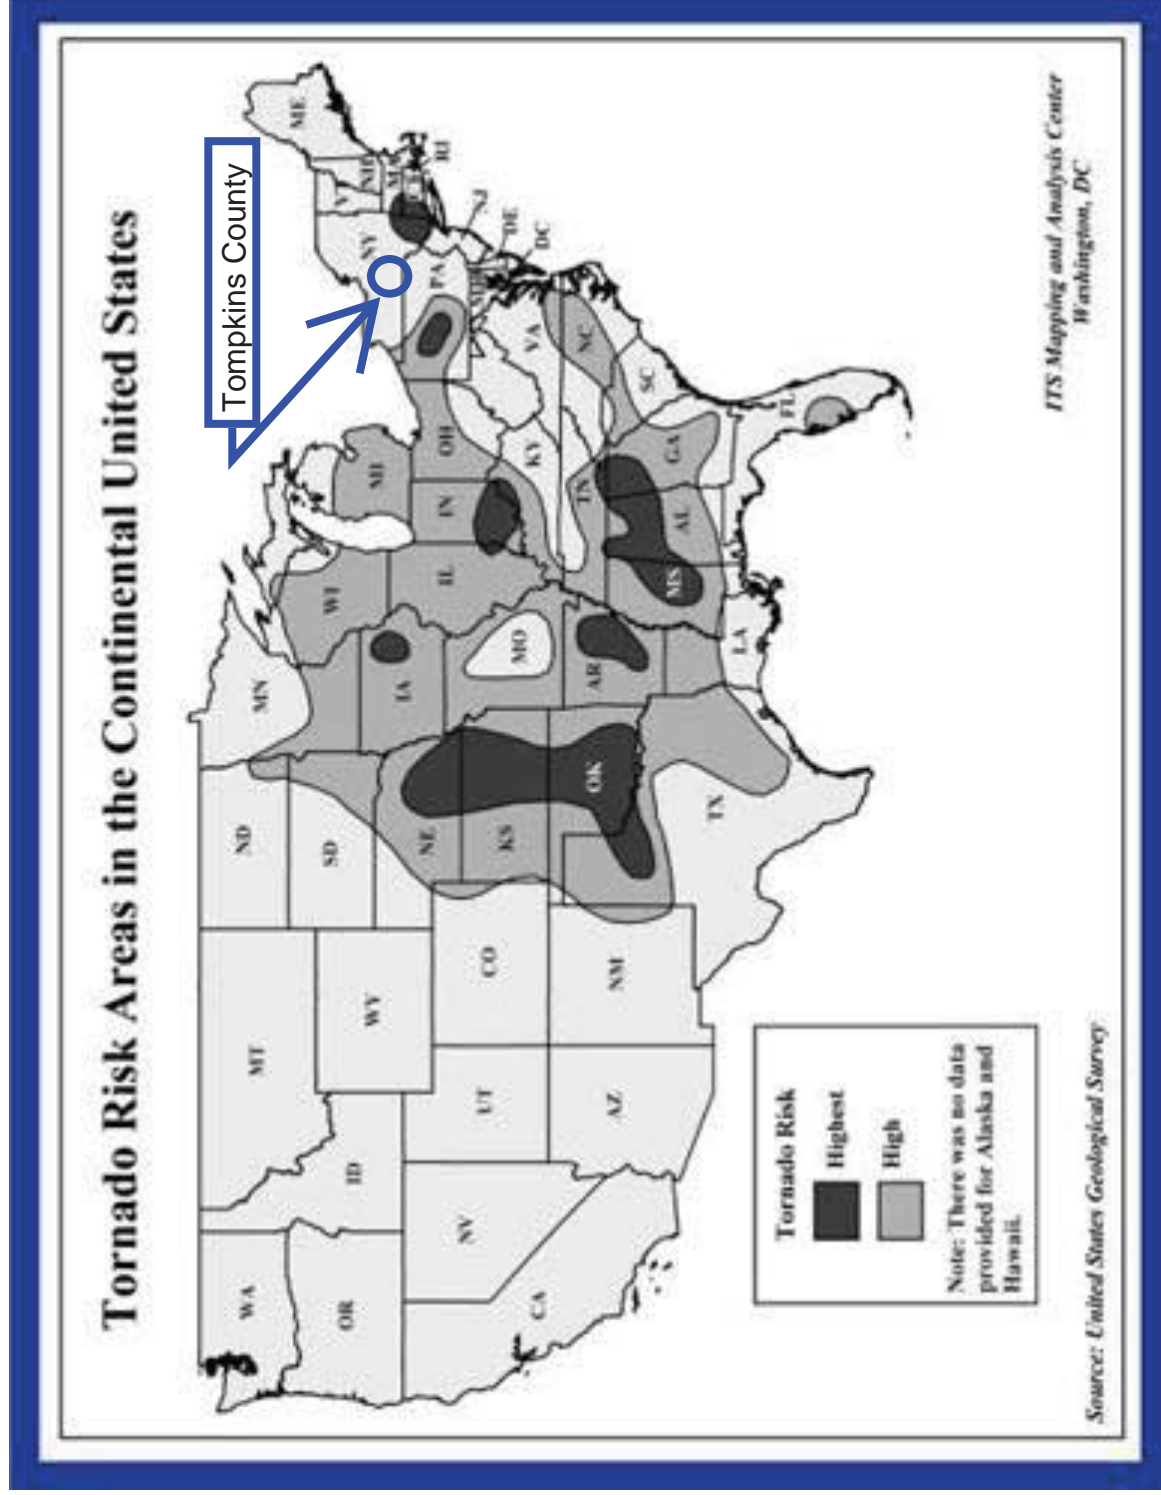 Tornado Risk Areas in the Continental United States
Tompkins County
WA
OR
CA
NV
ID
MT
WY
UT
AZ
CO
NM
ND
SD
NE
KS
OK
TX
MN
IA
MO
AR
LA
WI
IL
MI
IN
OH
KY
TN
MS
AL
GA
FL
SC
NC
VA
PA
NY
NH
ME
RI
NJ
DE
DC
Tornado Risk
Highest
High
Note: There was no data
provided for Alaska and
Hawaii.
Source: United States Geological Survey
ITS Mapping and Analysis Center
Washington, DC